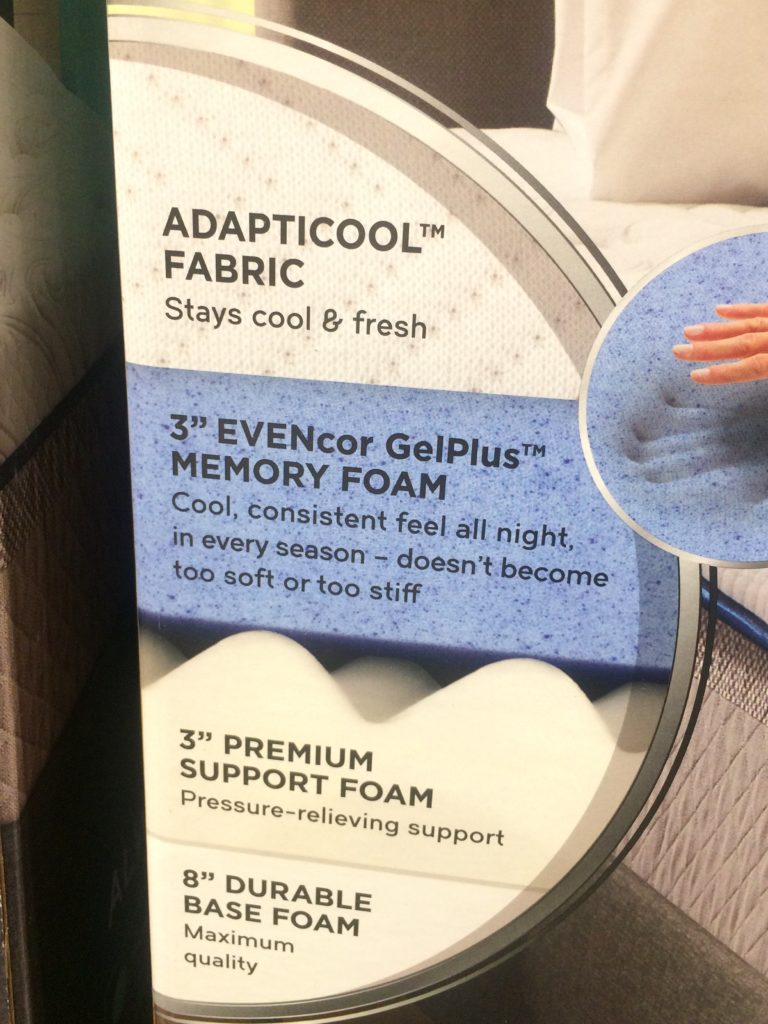 ADAPTICOOL™
FABRIC
Stays cool & fresh
3” EVENcor GelPlus™
MEMORY FOAM
Cool, consistent feel all night,
in every season – doesn’t become
too soft or too stiff
3” PREMIUM
SUPPORT FOAM
Pressure-relieving support
8” DURABLE
BASE FOAM
Maximum
quality